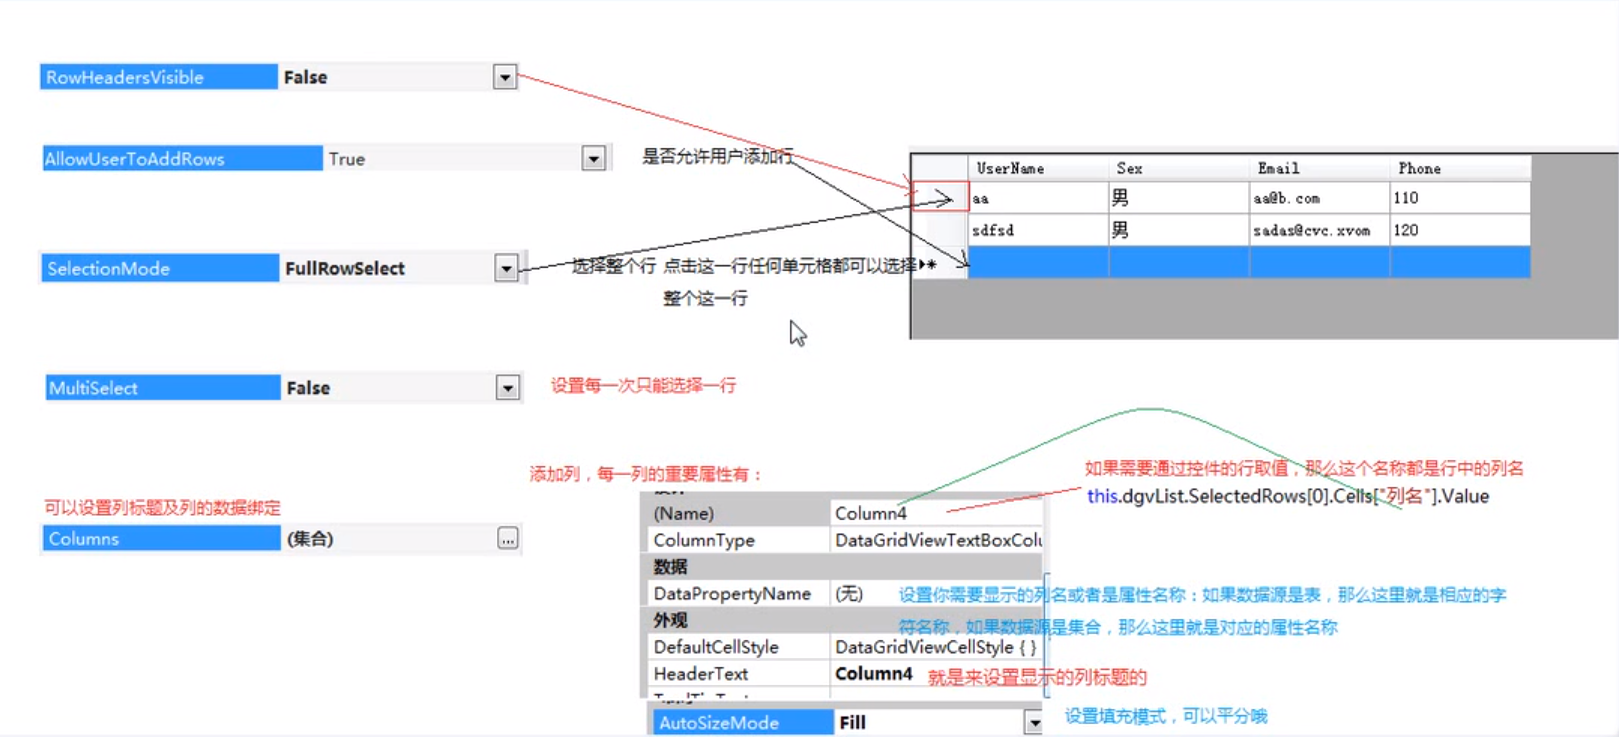 RowHeadersVisible False
AllowUserToAddRows True 是否允许用户添加行
UserName Sex Email Phone
aa 男 aa@b.com 110
sdfsd 男 sadas@cvc.xvom 120
SelectionMode FullRowSelect 选择整个行 点击这一行任何单元格都可以选择
整个这一行
MultiSelect False 设置每一次只能选择一行
添加列，每一列的重要属性有：
如果需要通过控件的行取值，那么这个名称都是行中的列名
this.dgvList.SelectedRows[0].Cells["列名"].Value
可以设置列标题及列的数据绑定
Columns (集合) ...
(Name) Column4
ColumnType DataGridViewTextBoxColu
数据
DataPropertyName (无) 设置你需要显示的列名或者是属性名称：如果数据源是表，那么这里就是相应的字
符名称，如果数据源是集合，那么这里就是对应的属性名称
外观
DefaultCellStyle DataGridViewCellStyle { }
HeaderText Column4 就是来设置显示的列标题的
AutoSizeMode Fill 设置填充模式，可以平分哦